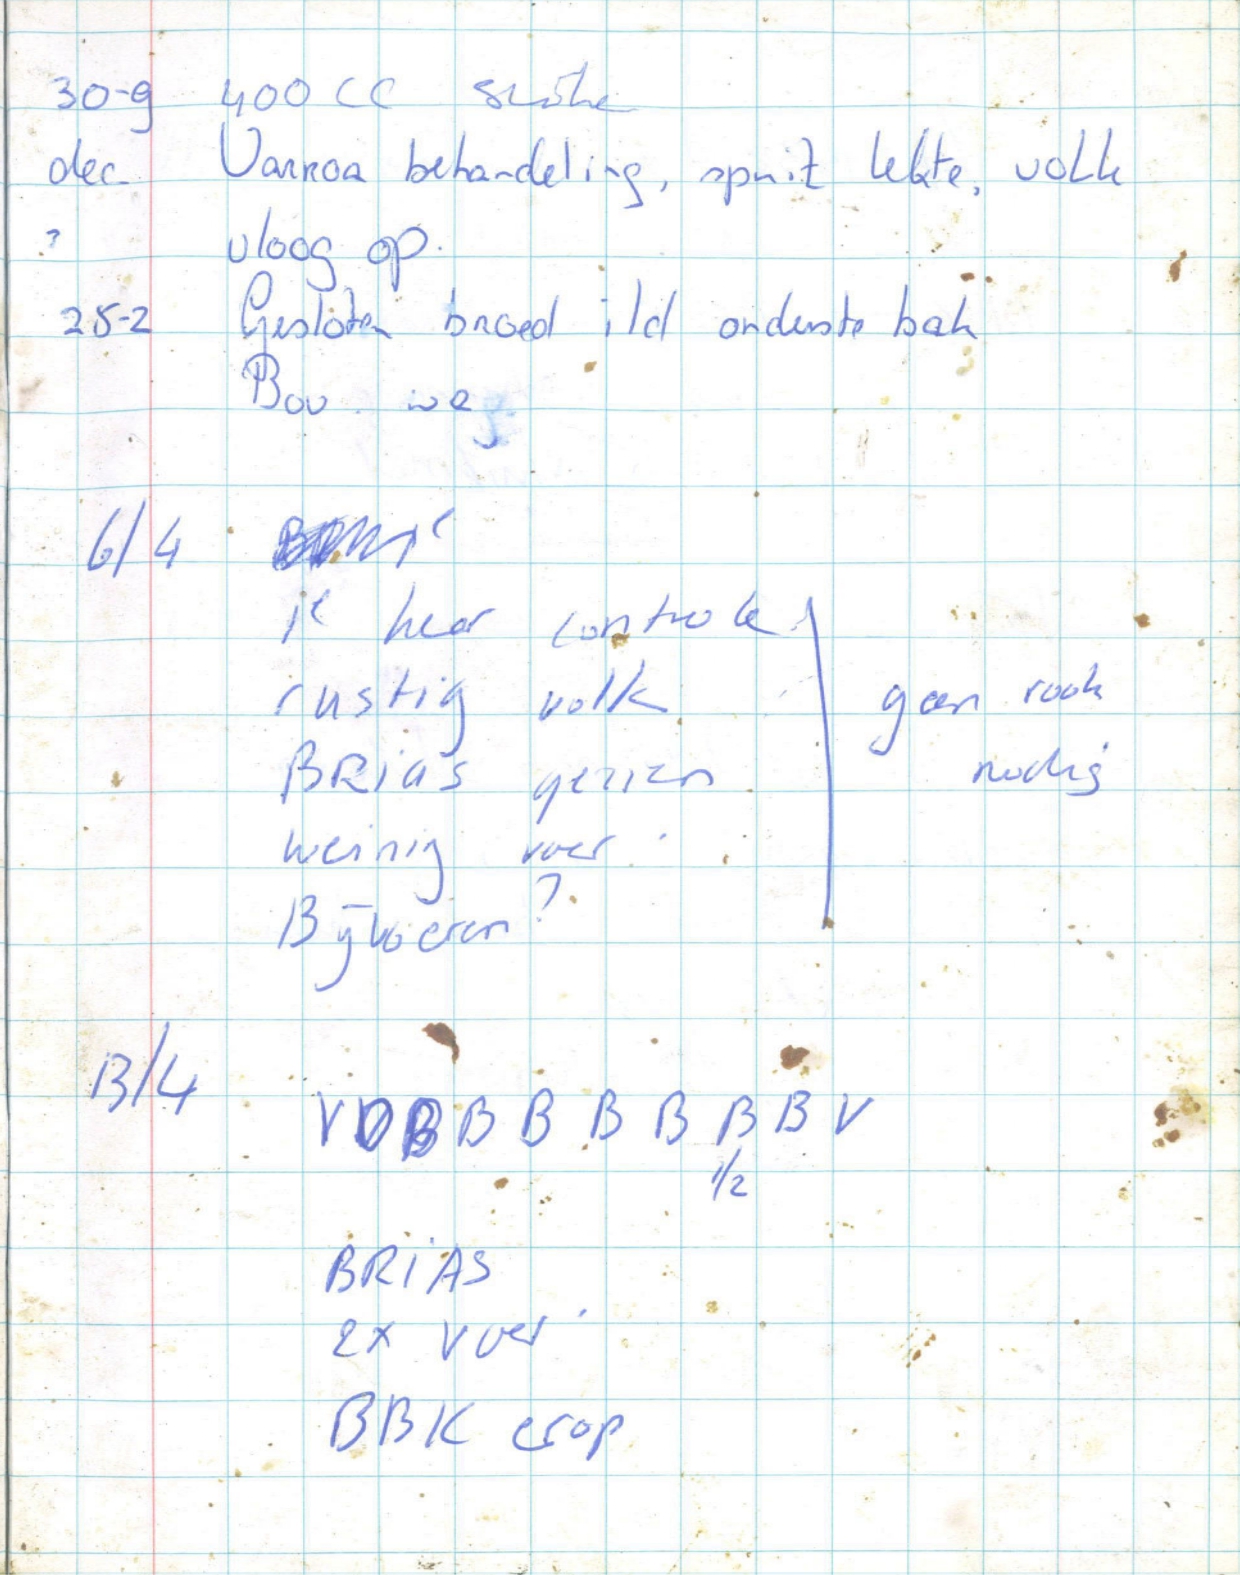 30-9 400 CC
dec. Varroa behandeling, spuit lekte, volk
? vloog op.
25-2 Gesloten broed i/d onderste bak
Bov. weg
6/4
1e keer controle
rustig volk geen rook
BRIAS gezien nodig
weinig voer
Bijvoeren?
13/4
V B B B B B B B V
1/2
BRIAS
2x voer
BBK erop